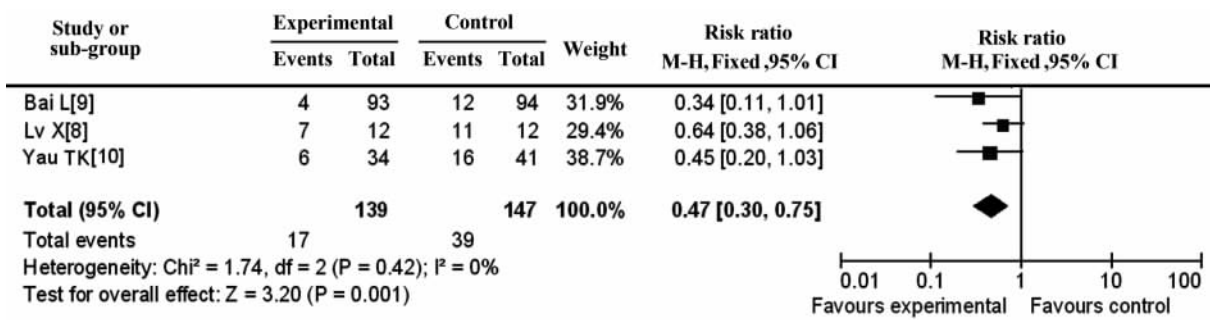 Study or sub-group Experimental Control Weight Risk ratio Risk ratio
Events Total Events Total M-H,Fixed,95% CI M-H,Fixed,95% CI
Bai L[9] 4 93 12 94 31.9% 0.34 [0.11, 1.01]
Lv X[8] 7 12 11 12 29.4% 0.64 [0.38, 1.06]
Yau TK[10] 6 34 16 41 38.7% 0.45 [0.20, 1.03]
Total (95% CI) 139 147 100.0% 0.47 [0.30, 0.75]
Total events 17 39
Heterogeneity: Chi² = 1.74, df = 2 (P = 0.42); I² = 0%
Test for overall effect: Z = 3.20 (P = 0.001)
0.01 0.1 1 10 100
Favours experimental Favours control